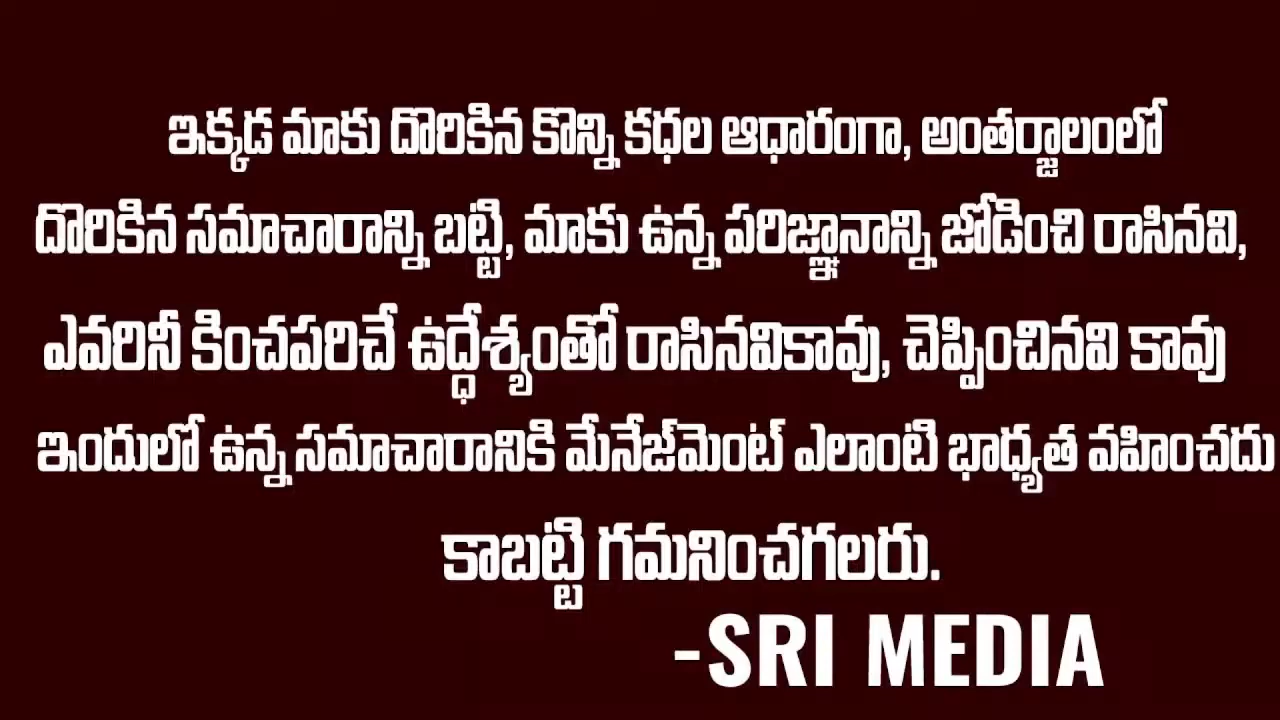 ఇక్కడ మాకు దొరికిన కొన్ని కధల ఆధారంగా, అంతర్జాలంలో
దొరికిన సమాచారాన్ని బట్టి, మాకు ఉన్న పరిజ్ఞానాన్ని జోడించి రాసినవి,
ఎవరినీ కించపరిచే ఉద్ధేశ్యంతో రాసినవికావు, చెప్పించినవి కావు
ఇందులో ఉన్న సమాచారానికి మేనేజ్‌మెంట్ ఎలాంటి భాధ్యత వహించదు
కాబట్టి గమనించగలరు.
-SRI MEDIA